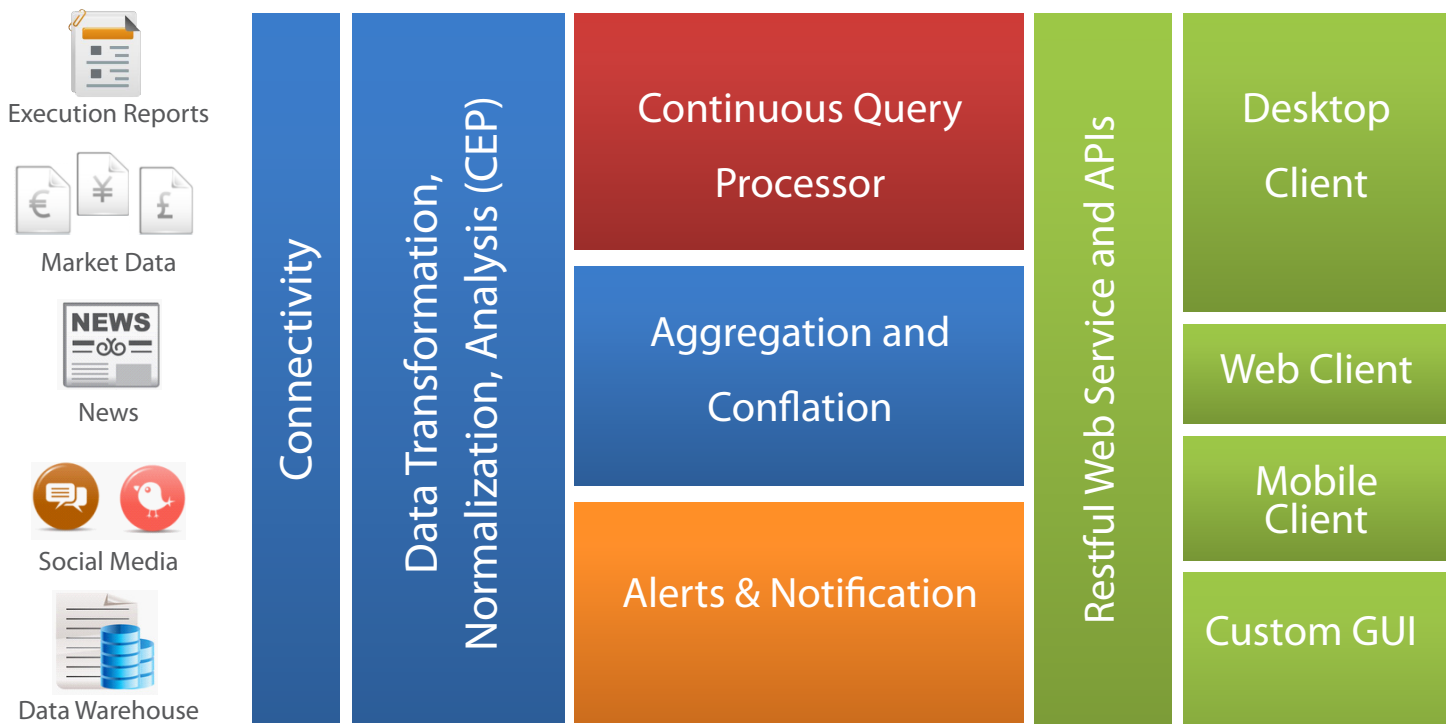 Execution Reports
€
¥
£
Market Data
NEWS
News
Social Media
Data Warehouse
Connectivity
Data Transformation,
Normalization, Analysis (CEP)
Continuous Query
Processor
Aggregation and
Conflation
Alerts & Notification
Restful Web Service and APIs
Desktop
Client
Web Client
Mobile
Client
Custom GUI